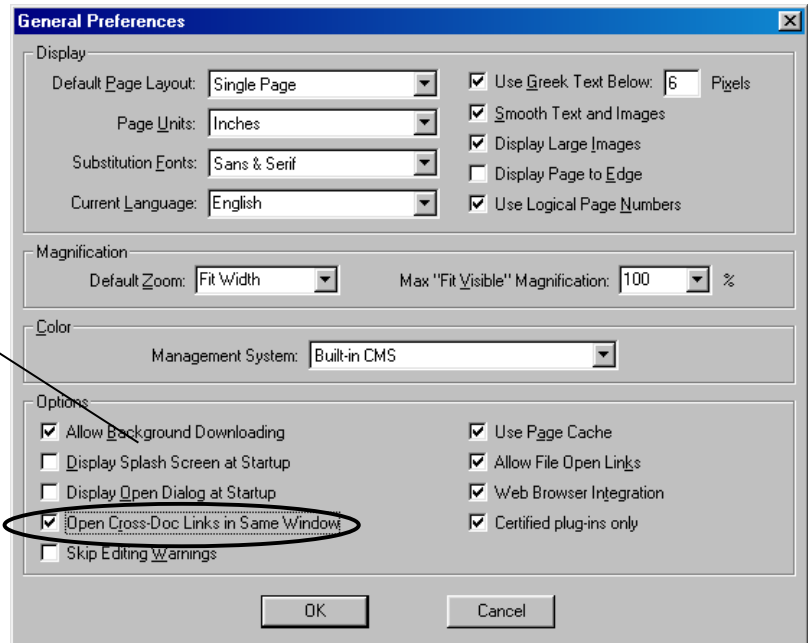 General Preferences
Display
Default Page Layout: Single Page
Page Units: Inches
Substitution Fonts: Sans & Serif
Current Language: English
Use Greek Text Below: 6 Pixels
Smooth Text and Images
Display Large Images
Display Page to Edge
Use Logical Page Numbers
Magnification
Default Zoom: Fit Width
Max "Fit Visible" Magnification: 100 %
Color
Management System: Built-in CMS
Options
Allow Background Downloading
Display Splash Screen at Startup
Display Open Dialog at Startup
Open Cross-Doc Links in Same Window
Skip Editing Warnings
Use Page Cache
Allow File Open Links
Web Browser Integration
Certified plug-ins only
OK
Cancel